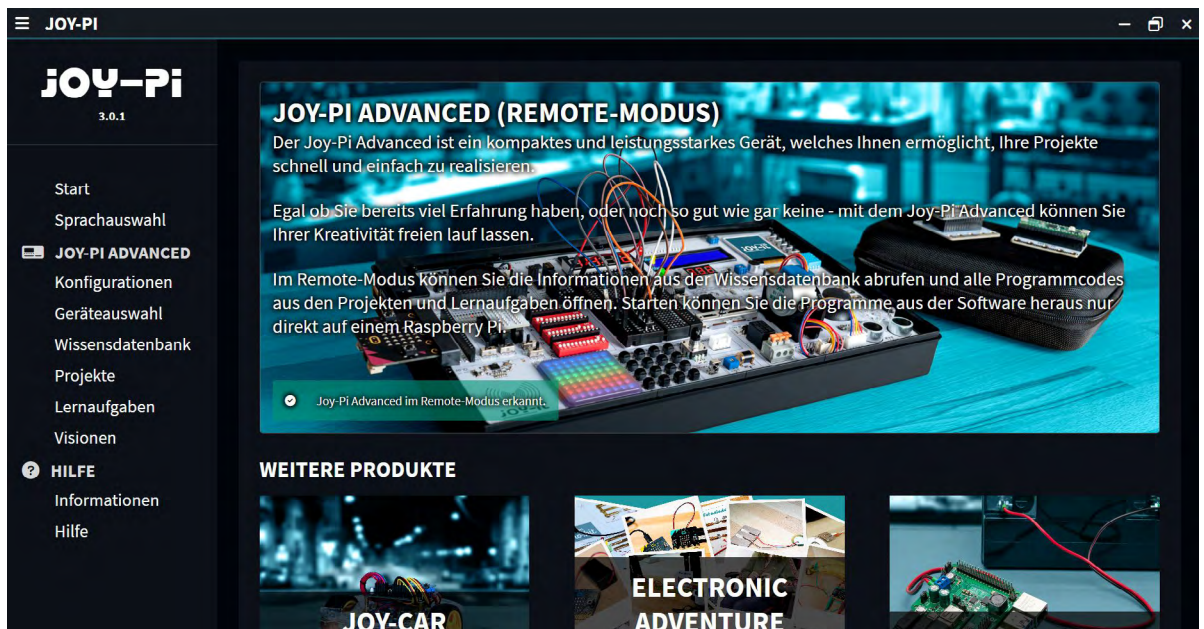 JOY-PI
JOY-Pi
3.0.1
Start
Sprachauswahl
JOY-PI ADVANCED
Konfigurationen
Geräteauswahl
Wissensdatenbank
Projekte
Lernaufgaben
Visionen
HILFE
Informationen
Hilfe
JOY-PI ADVANCED (REMOTE-MODUS)
Der Joy-Pi Advanced ist ein kompaktes und leistungsstarkes Gerät, welches Ihnen ermöglicht, Ihre Projekte
schnell und einfach zu realisieren.
Egal ob Sie bereits viel Erfahrung haben, oder noch so gut wie gar keine - mit dem Joy-Pi Advanced können Sie
Ihrer Kreativität freien lauf lassen.
Im Remote-Modus können Sie die Informationen aus der Wissensdatenbank abrufen und alle Programmcodes
aus den Projekten und Lernaufgaben öffnen. Starten können Sie die Programme aus der Software heraus nur
direkt auf einem Raspberry Pi.
Joy-Pi Advanced im Remote-Modus erkannt.
WEITERE PRODUKTE
JOY-CAR
ELECTRONIC
ADVENTURE